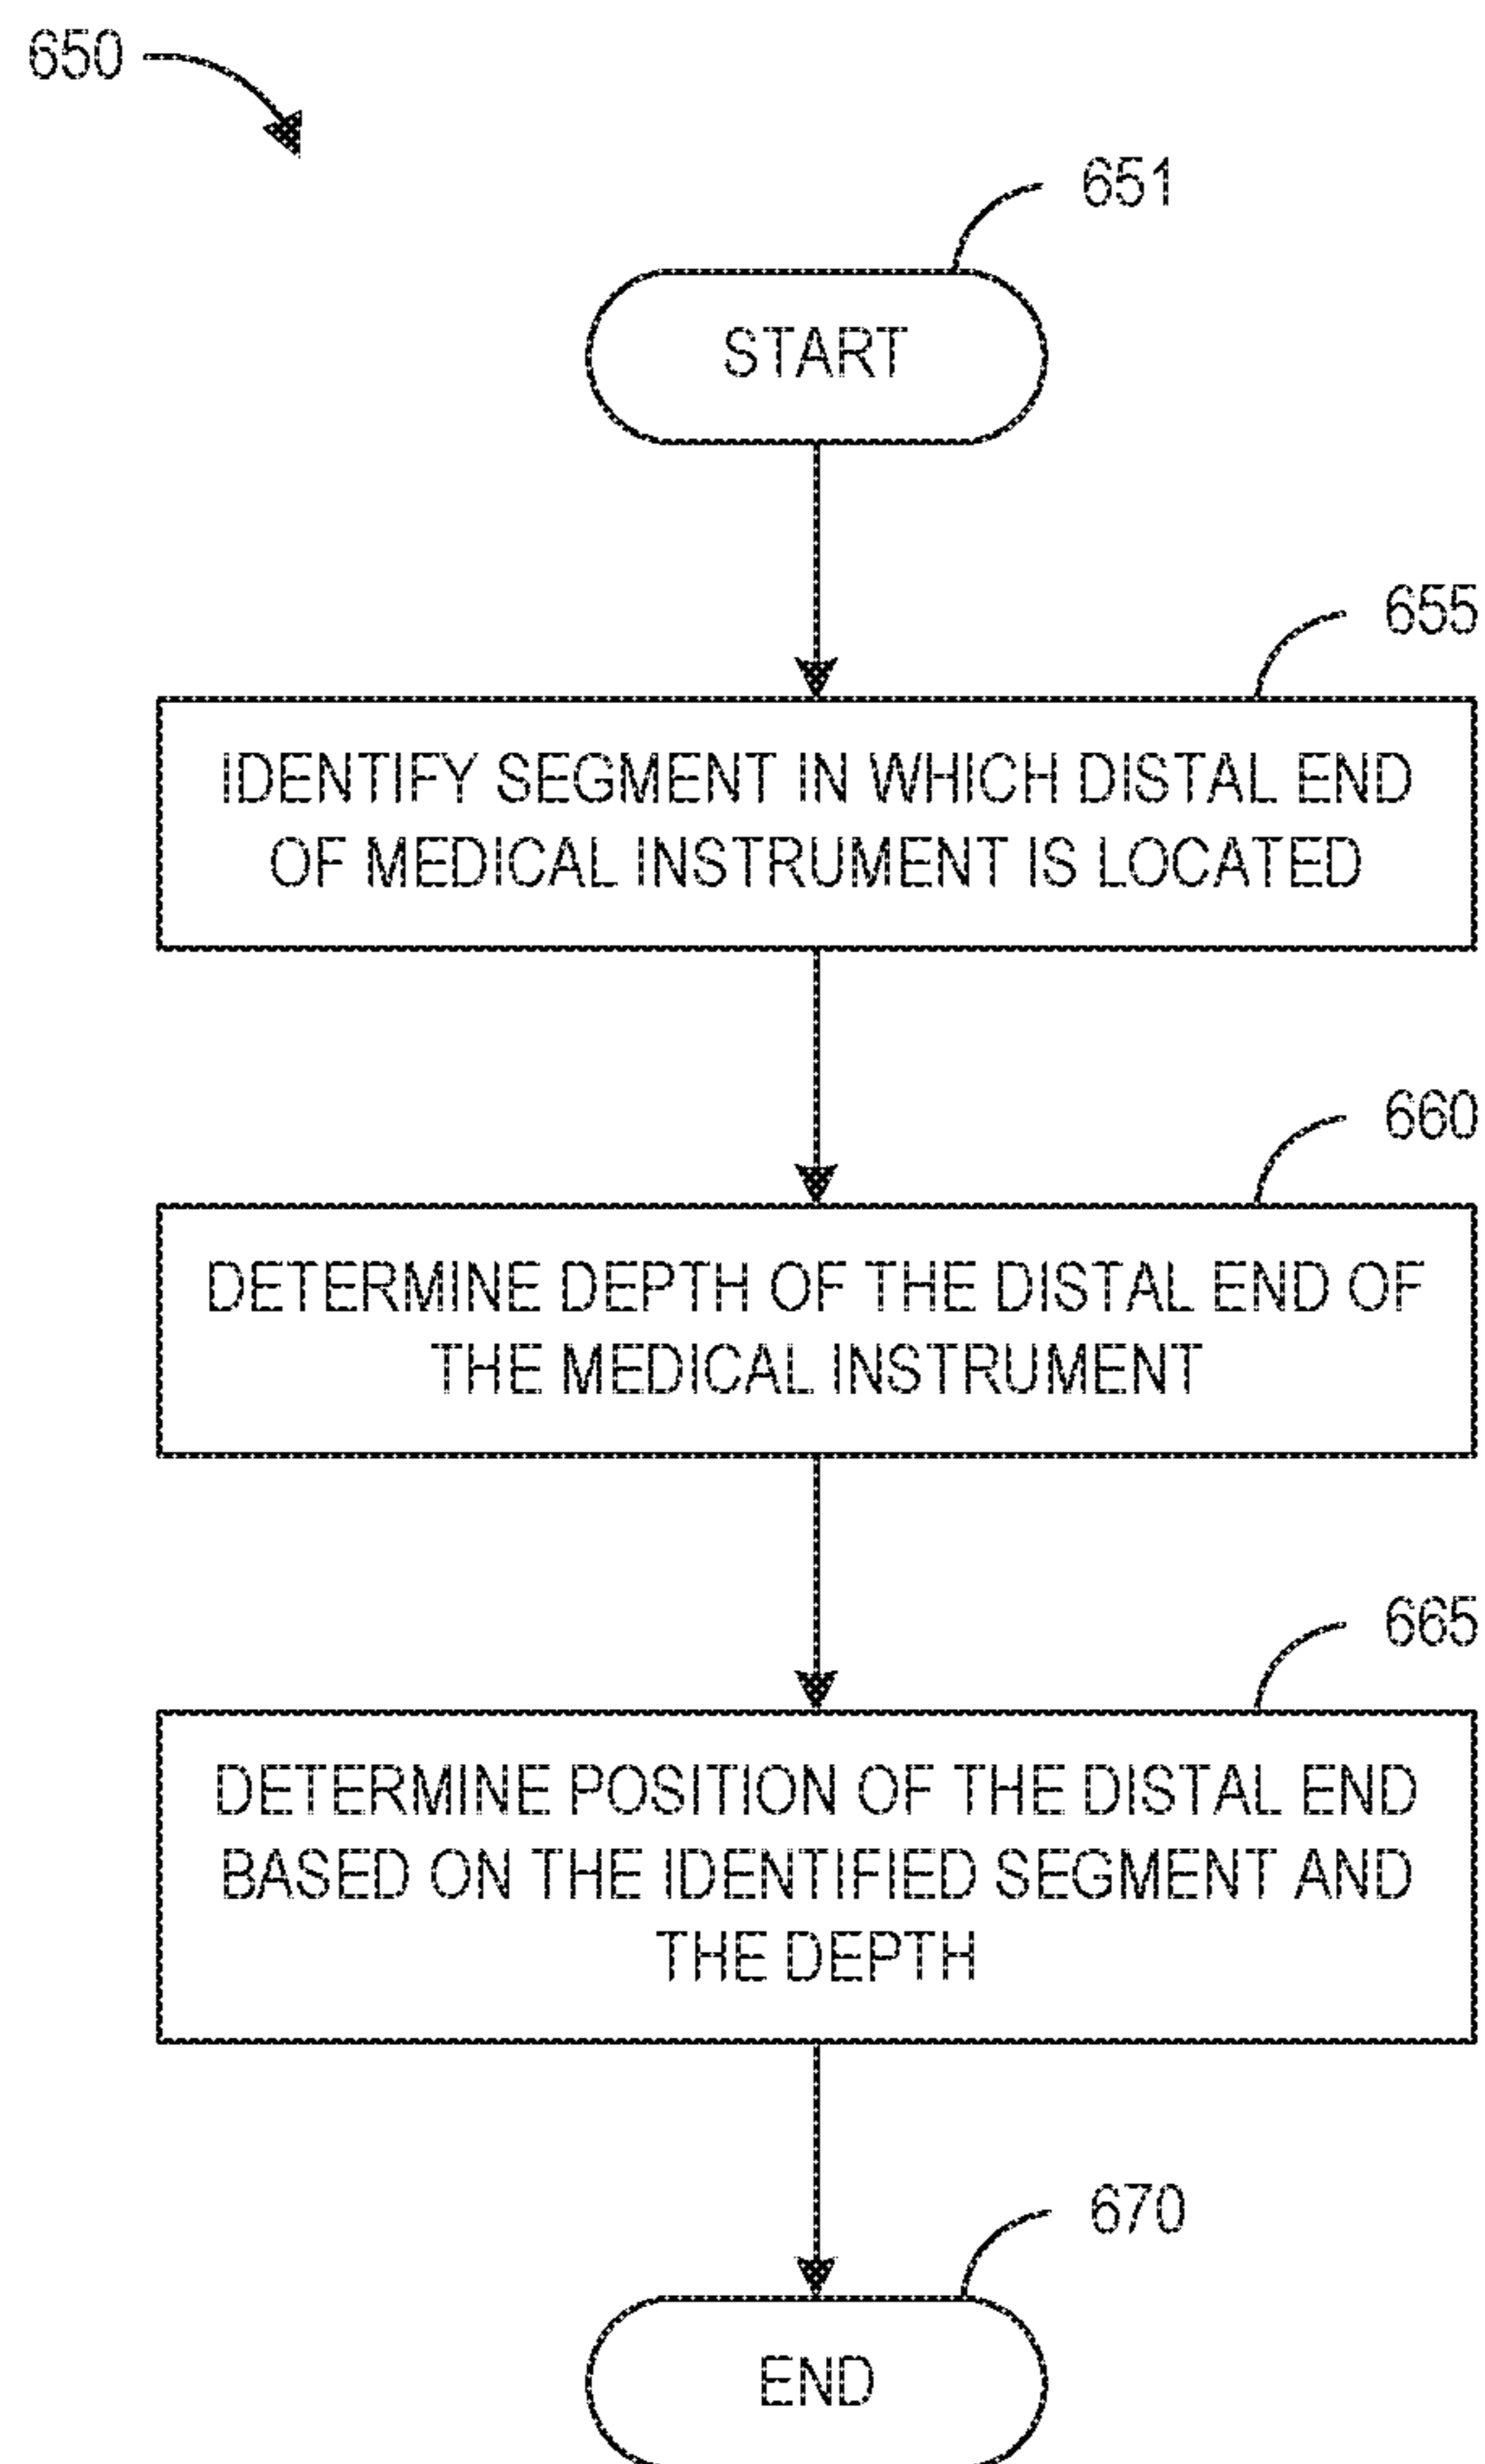 650
651
START
655
IDENTIFY SEGMENT IN WHICH DISTAL END
OF MEDICAL INSTRUMENT IS LOCATED
660
DETERMINE DEPTH OF THE DISTAL END OF
THE MEDICAL INSTRUMENT
665
DETERMINE POSITION OF THE DISTAL END
BASED ON THE IDENTIFIED SEGMENT AND
THE DEPTH
670
END